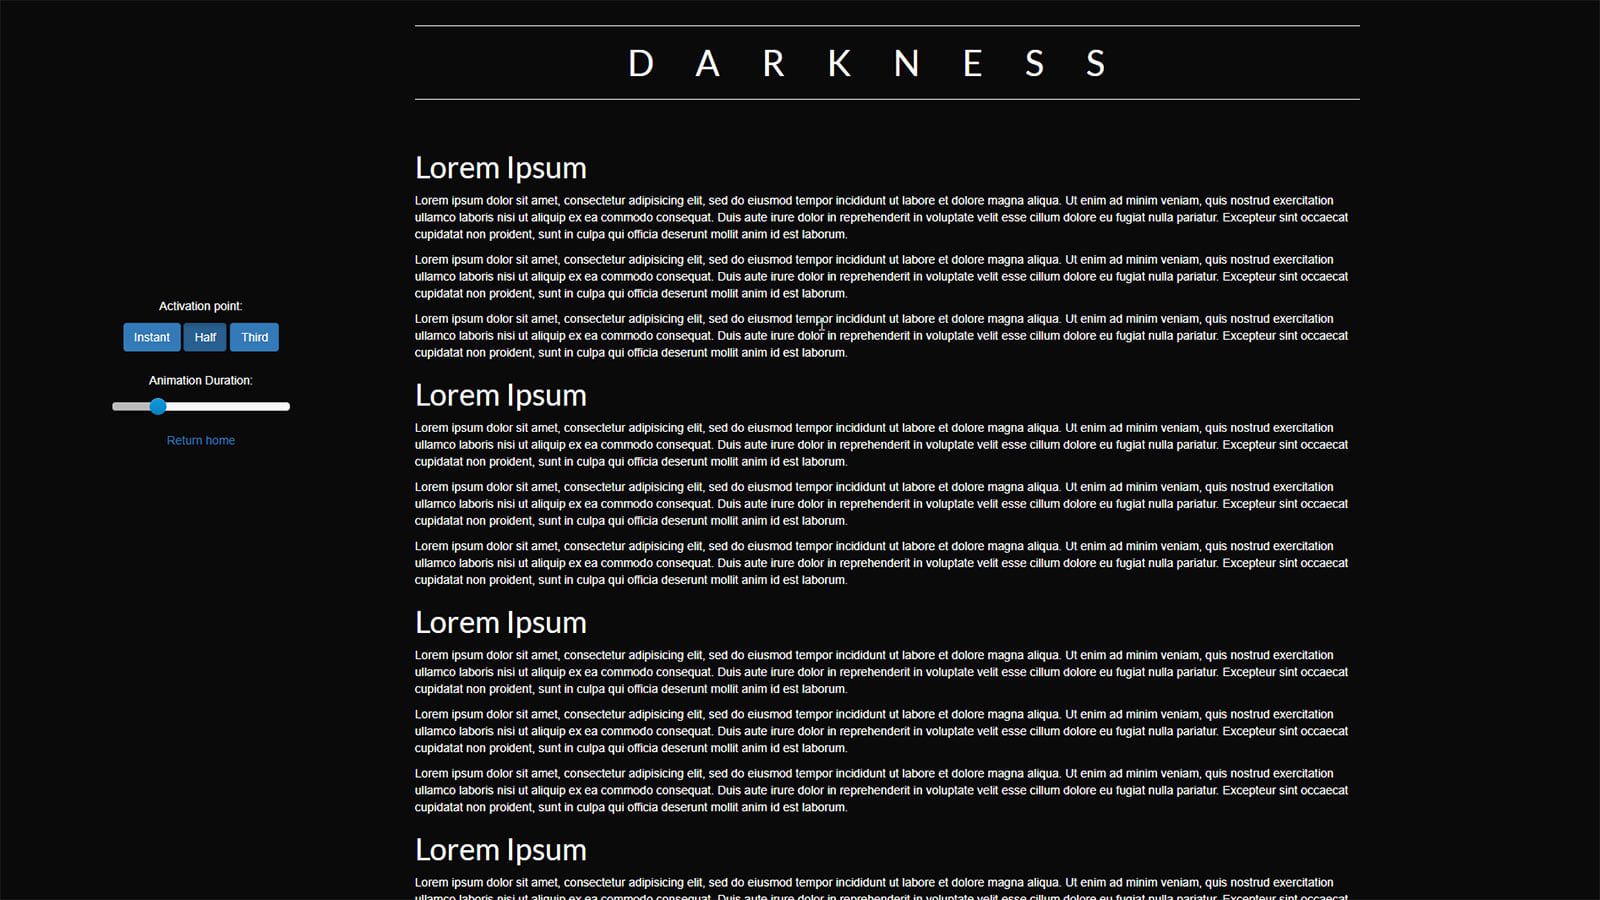 D A R K N E S S
Activation point:
Instant Half Third
Animation Duration:
Return home
Lorem Ipsum
Lorem ipsum dolor sit amet, consectetur adipisicing elit, sed do eiusmod tempor incididunt ut labore et dolore magna aliqua. Ut enim ad minim veniam, quis nostrud exercitation
ullamco laboris nisi ut aliquip ex ea commodo consequat. Duis aute irure dolor in reprehenderit in voluptate velit esse cillum dolore eu fugiat nulla pariatur. Excepteur sint occaecat
cupidatat non proident, sunt in culpa qui officia deserunt mollit anim id est laborum.
Lorem ipsum dolor sit amet, consectetur adipisicing elit, sed do eiusmod tempor incididunt ut labore et dolore magna aliqua. Ut enim ad minim veniam, quis nostrud exercitation
ullamco laboris nisi ut aliquip ex ea commodo consequat. Duis aute irure dolor in reprehenderit in voluptate velit esse cillum dolore eu fugiat nulla pariatur. Excepteur sint occaecat
cupidatat non proident, sunt in culpa qui officia deserunt mollit anim id est laborum.
Lorem ipsum dolor sit amet, consectetur adipisicing elit, sed do eiusmod tempor incididunt ut labore et dolore magna aliqua. Ut enim ad minim veniam, quis nostrud exercitation
ullamco laboris nisi ut aliquip ex ea commodo consequat. Duis aute irure dolor in reprehenderit in voluptate velit esse cillum dolore eu fugiat nulla pariatur. Excepteur sint occaecat
cupidatat non proident, sunt in culpa qui officia deserunt mollit anim id est laborum.
Lorem Ipsum
Lorem ipsum dolor sit amet, consectetur adipisicing elit, sed do eiusmod tempor incididunt ut labore et dolore magna aliqua. Ut enim ad minim veniam, quis nostrud exercitation
ullamco laboris nisi ut aliquip ex ea commodo consequat. Duis aute irure dolor in reprehenderit in voluptate velit esse cillum dolore eu fugiat nulla pariatur. Excepteur sint occaecat
cupidatat non proident, sunt in culpa qui officia deserunt mollit anim id est laborum.
Lorem ipsum dolor sit amet, consectetur adipisicing elit, sed do eiusmod tempor incididunt ut labore et dolore magna aliqua. Ut enim ad minim veniam, quis nostrud exercitation
ullamco laboris nisi ut aliquip ex ea commodo consequat. Duis aute irure dolor in reprehenderit in voluptate velit esse cillum dolore eu fugiat nulla pariatur. Excepteur sint occaecat
cupidatat non proident, sunt in culpa qui officia deserunt mollit anim id est laborum.
Lorem ipsum dolor sit amet, consectetur adipisicing elit, sed do eiusmod tempor incididunt ut labore et dolore magna aliqua. Ut enim ad minim veniam, quis nostrud exercitation
ullamco laboris nisi ut aliquip ex ea commodo consequat. Duis aute irure dolor in reprehenderit in voluptate velit esse cillum dolore eu fugiat nulla pariatur. Excepteur sint occaecat
cupidatat non proident, sunt in culpa qui officia deserunt mollit anim id est laborum.
Lorem Ipsum
Lorem ipsum dolor sit amet, consectetur adipisicing elit, sed do eiusmod tempor incididunt ut labore et dolore magna aliqua. Ut enim ad minim veniam, quis nostrud exercitation
ullamco laboris nisi ut aliquip ex ea commodo consequat. Duis aute irure dolor in reprehenderit in voluptate velit esse cillum dolore eu fugiat nulla pariatur. Excepteur sint occaecat
cupidatat non proident, sunt in culpa qui officia deserunt mollit anim id est laborum.
Lorem ipsum dolor sit amet, consectetur adipisicing elit, sed do eiusmod tempor incididunt ut labore et dolore magna aliqua. Ut enim ad minim veniam, quis nostrud exercitation
ullamco laboris nisi ut aliquip ex ea commodo consequat. Duis aute irure dolor in reprehenderit in voluptate velit esse cillum dolore eu fugiat nulla pariatur. Excepteur sint occaecat
cupidatat non proident, sunt in culpa qui officia deserunt mollit anim id est laborum.
Lorem ipsum dolor sit amet, consectetur adipisicing elit, sed do eiusmod tempor incididunt ut labore et dolore magna aliqua. Ut enim ad minim veniam, quis nostrud exercitation
ullamco laboris nisi ut aliquip ex ea commodo consequat. Duis aute irure dolor in reprehenderit in voluptate velit esse cillum dolore eu fugiat nulla pariatur. Excepteur sint occaecat
cupidatat non proident, sunt in culpa qui officia deserunt mollit anim id est laborum.
Lorem Ipsum
Lorem ipsum dolor sit amet, consectetur adipisicing elit, sed do eiusmod tempor incididunt ut labore et dolore magna aliqua. Ut enim ad minim veniam, quis nostrud exercitation